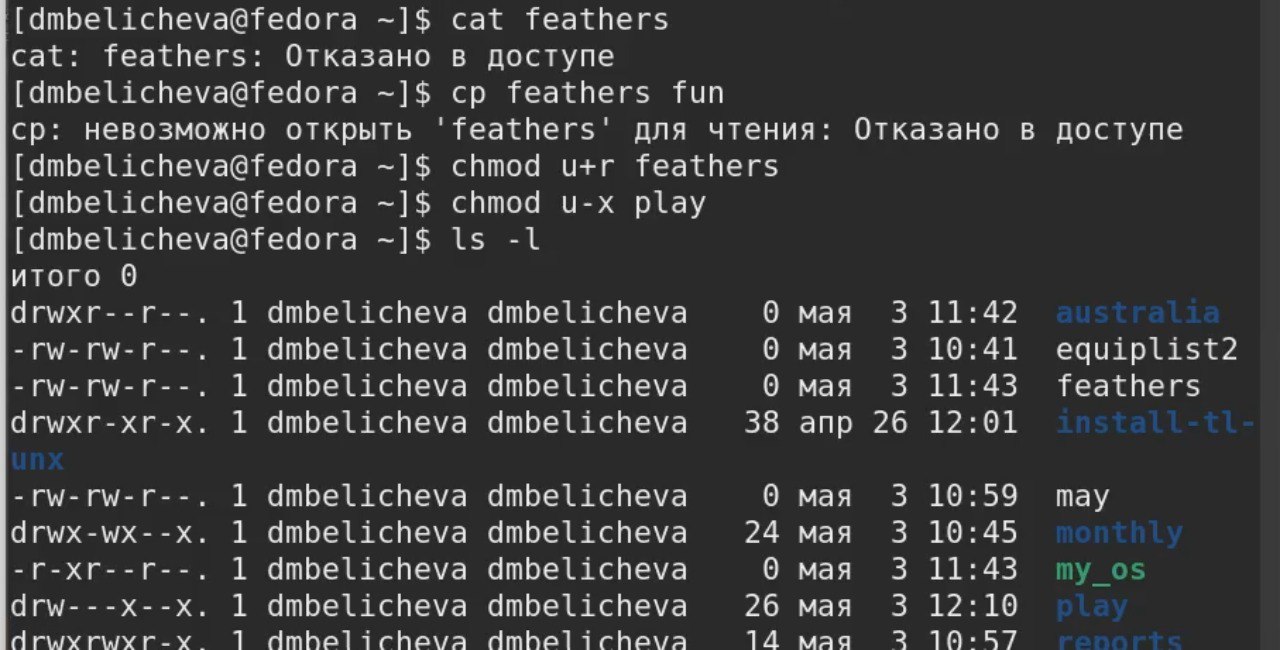 [dmbelicheva@fedora ~]$ cat feathers
cat: feathers: Отказано в доступе
[dmbelicheva@fedora ~]$ cp feathers fun
cp: невозможно открыть 'feathers' для чтения: Отказано в доступе
[dmbelicheva@fedora ~]$ chmod u+r feathers
[dmbelicheva@fedora ~]$ chmod u-x play
[dmbelicheva@fedora ~]$ ls -l
итого 0
drwxr--r--. 1 dmbelicheva dmbelicheva    0 мая  3 11:42  australia
-rw-rw-r--. 1 dmbelicheva dmbelicheva    0 мая  3 10:41  equiplist2
-rw-rw-r--. 1 dmbelicheva dmbelicheva    0 мая  3 11:43  feathers
drwxr-xr-x. 1 dmbelicheva dmbelicheva   38 апр 26 12:01  install-tl-
unx
-rw-rw-r--. 1 dmbelicheva dmbelicheva    0 мая  3 10:59  may
drwx-wx--x. 1 dmbelicheva dmbelicheva   24 мая  3 10:45  monthly
-r-xr--r--. 1 dmbelicheva dmbelicheva    0 мая  3 11:43  my_os
drw---x--x. 1 dmbelicheva dmbelicheva   26 мая  3 12:10  play
drwxrwxr-x. 1 dmbelicheva dmbelicheva   14 мая  3 10:57  reports